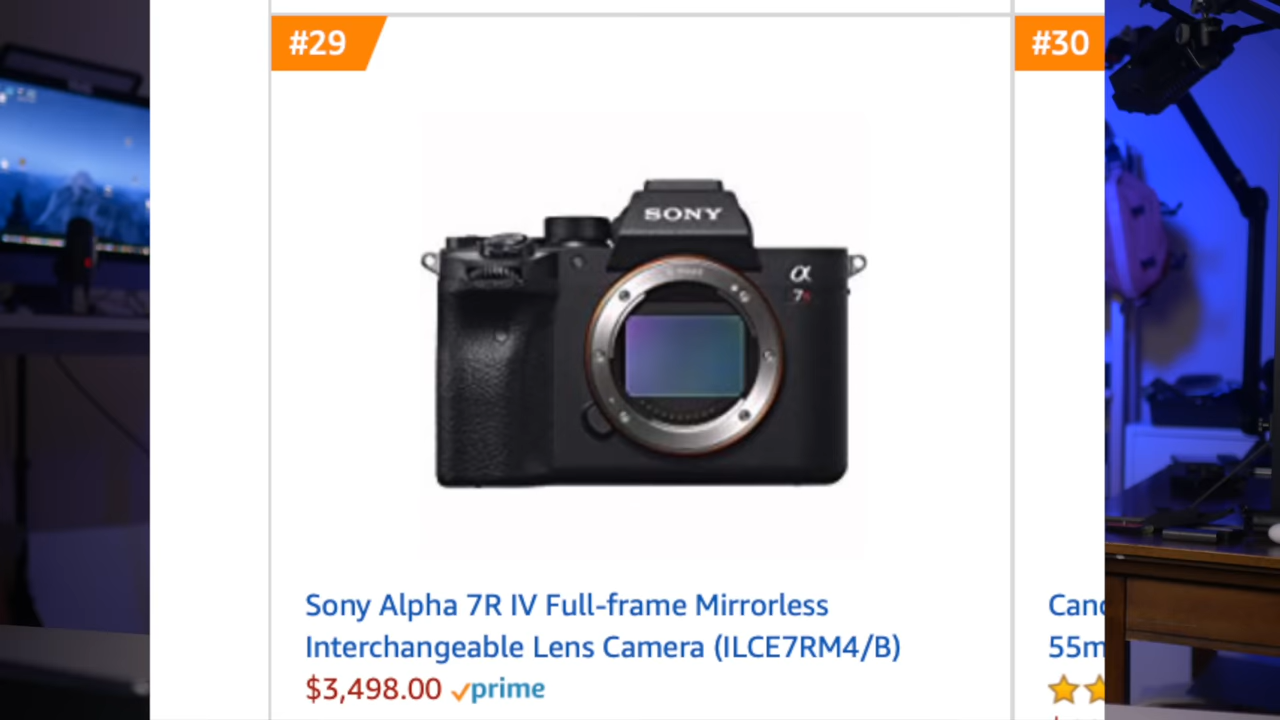 #29
#30
SONY
α
7R
Sony Alpha 7R IV Full-frame Mirrorless
Interchangeable Lens Camera (ILCE7RM4/B)
$3,498.00 prime
55m